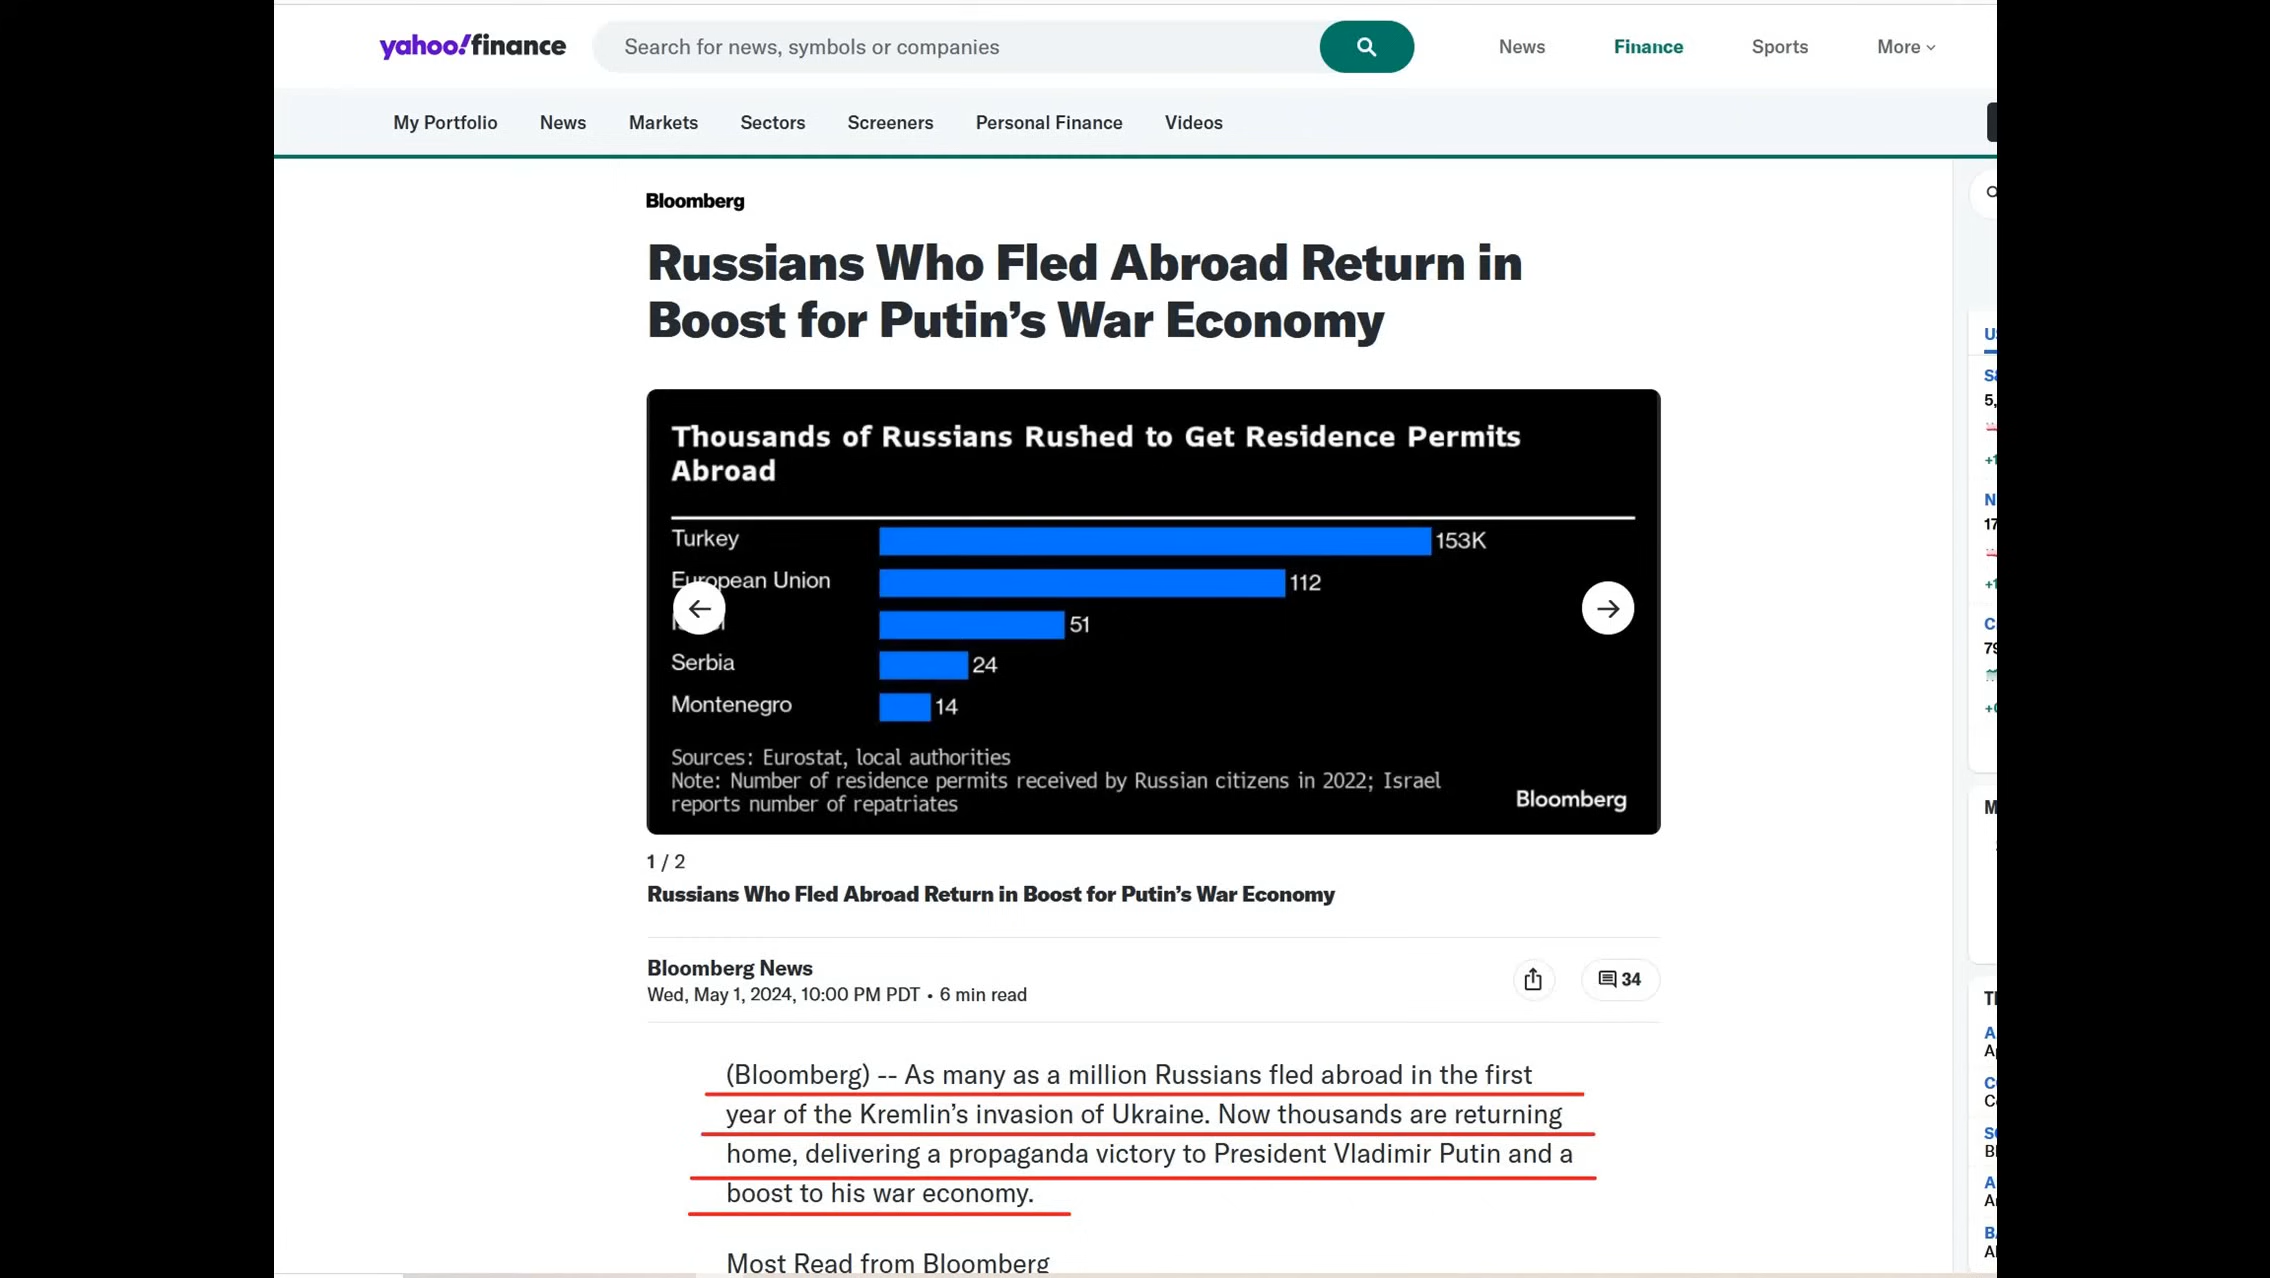 yahoo!finance
Search for news, symbols or companies
News Finance Sports More
My Portfolio News Markets Sectors Screeners Personal Finance Videos
Bloomberg
Russians Who Fled Abroad Return in
Boost for Putin's War Economy
Thousands of Russians Rushed to Get Residence Permits
Abroad
Turkey 153K
European Union 112
51
Serbia 24
Montenegro 14
Sources: Eurostat, local authorities
Note: Number of residence permits received by Russian citizens in 2022; Israel
reports number of repatriates
Bloomberg
1 / 2
Russians Who Fled Abroad Return in Boost for Putin's War Economy
Bloomberg News
Wed, May 1, 2024, 10:00 PM PDT • 6 min read
34
(Bloomberg) -- As many as a million Russians fled abroad in the first
year of the Kremlin's invasion of Ukraine. Now thousands are returning
home, delivering a propaganda victory to President Vladimir Putin and a
boost to his war economy.
Most Read from Bloomberg